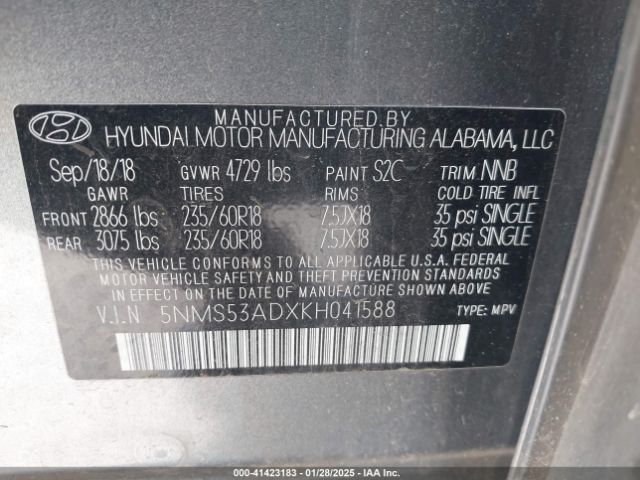 MANUFACTURED BY
HYUNDAI MOTOR MANUFACTURING ALABAMA, LLC
Sep/18/18 GVWR 4729 lbs PAINT S2C TRIM NNB
GAWR TIRES RIMS COLD TIRE INFL
FRONT 2866 lbs 235/60R18 7.5JX18 35 psi SINGLE
REAR 3075 lbs 235/60R18 7.5JX18 35 psi SINGLE
THIS VEHICLE CONFORMS TO ALL APPLICABLE U.S.A. FEDERAL
MOTOR VEHICLE SAFETY AND THEFT PREVENTION STANDARDS
IN EFFECT ON THE DATE OF MANUFACTURE SHOWN ABOVE
V.I.N 5NMS53ADXKH041588 TYPE: MPV
000-41423183 - 01/28/2025 - IAA Inc.